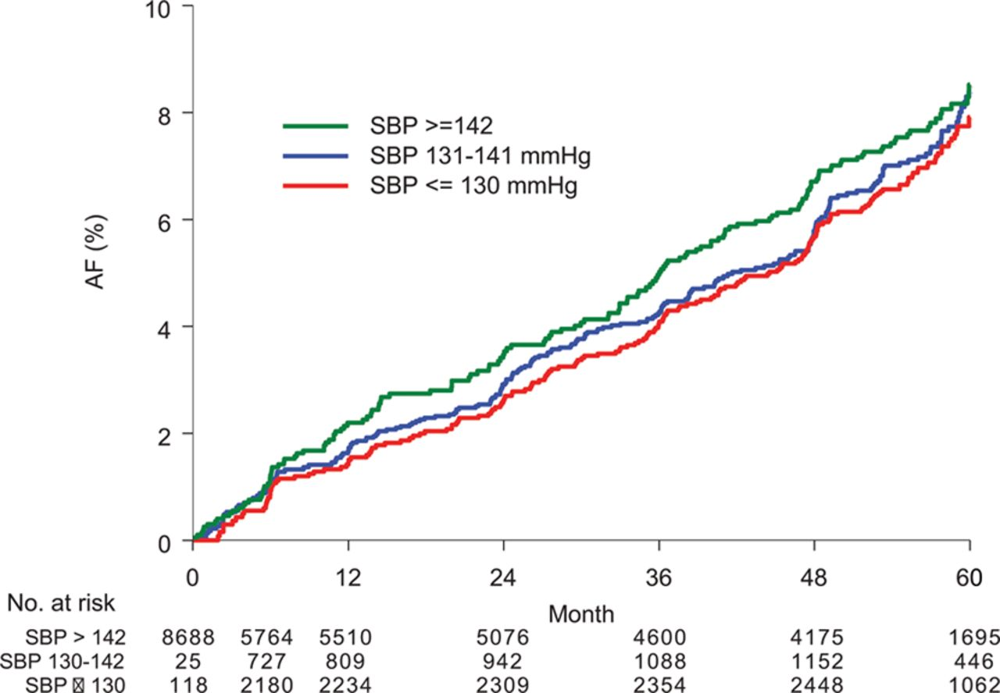 10
8
6
4
2
0
AF (%)
SBP >=142
SBP 131-141 mmHg
SBP <= 130 mmHg
0 12 24 36 48 60
Month
No. at risk
SBP > 142 8688 5764 5510 5076 4600 4175 1695
SBP 130-142 25 727 809 942 1088 1152 446
SBP ☒ 130 118 2180 2234 2309 2354 2448 1062